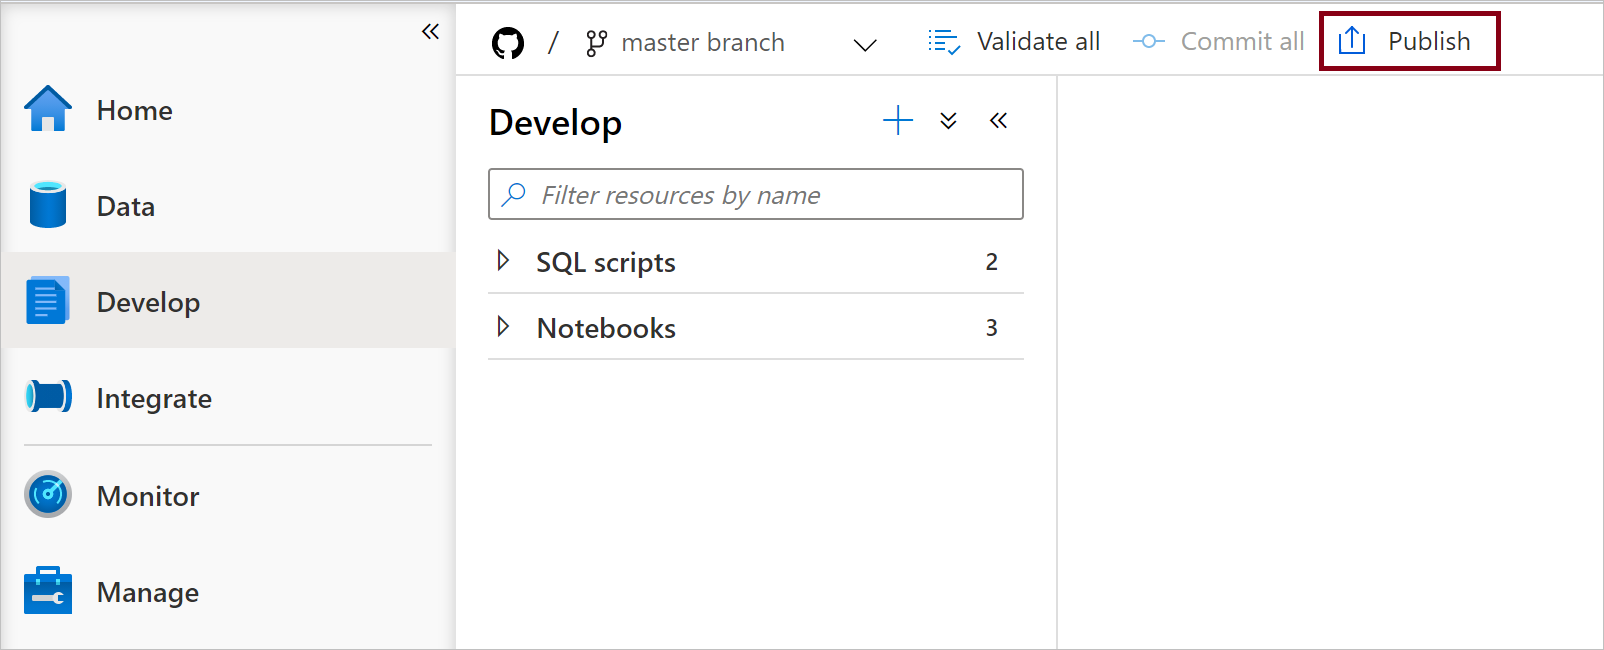 / master branch Validate all Commit all Publish
Home
Data
Develop
Integrate
Monitor
Manage
Develop
Filter resources by name
SQL scripts 2
Notebooks 3